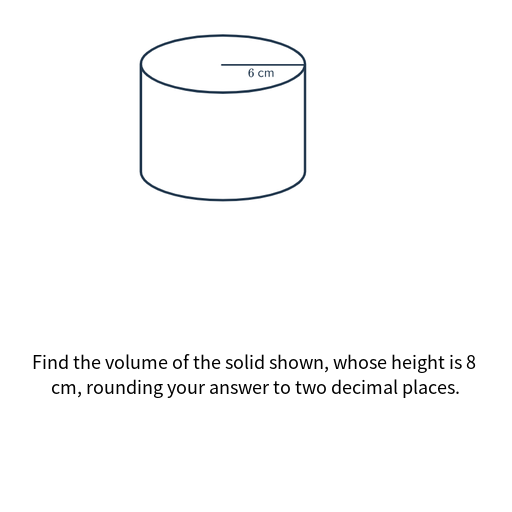 6 cm
Find the volume of the solid shown, whose height is 8
cm, rounding your answer to two decimal places.